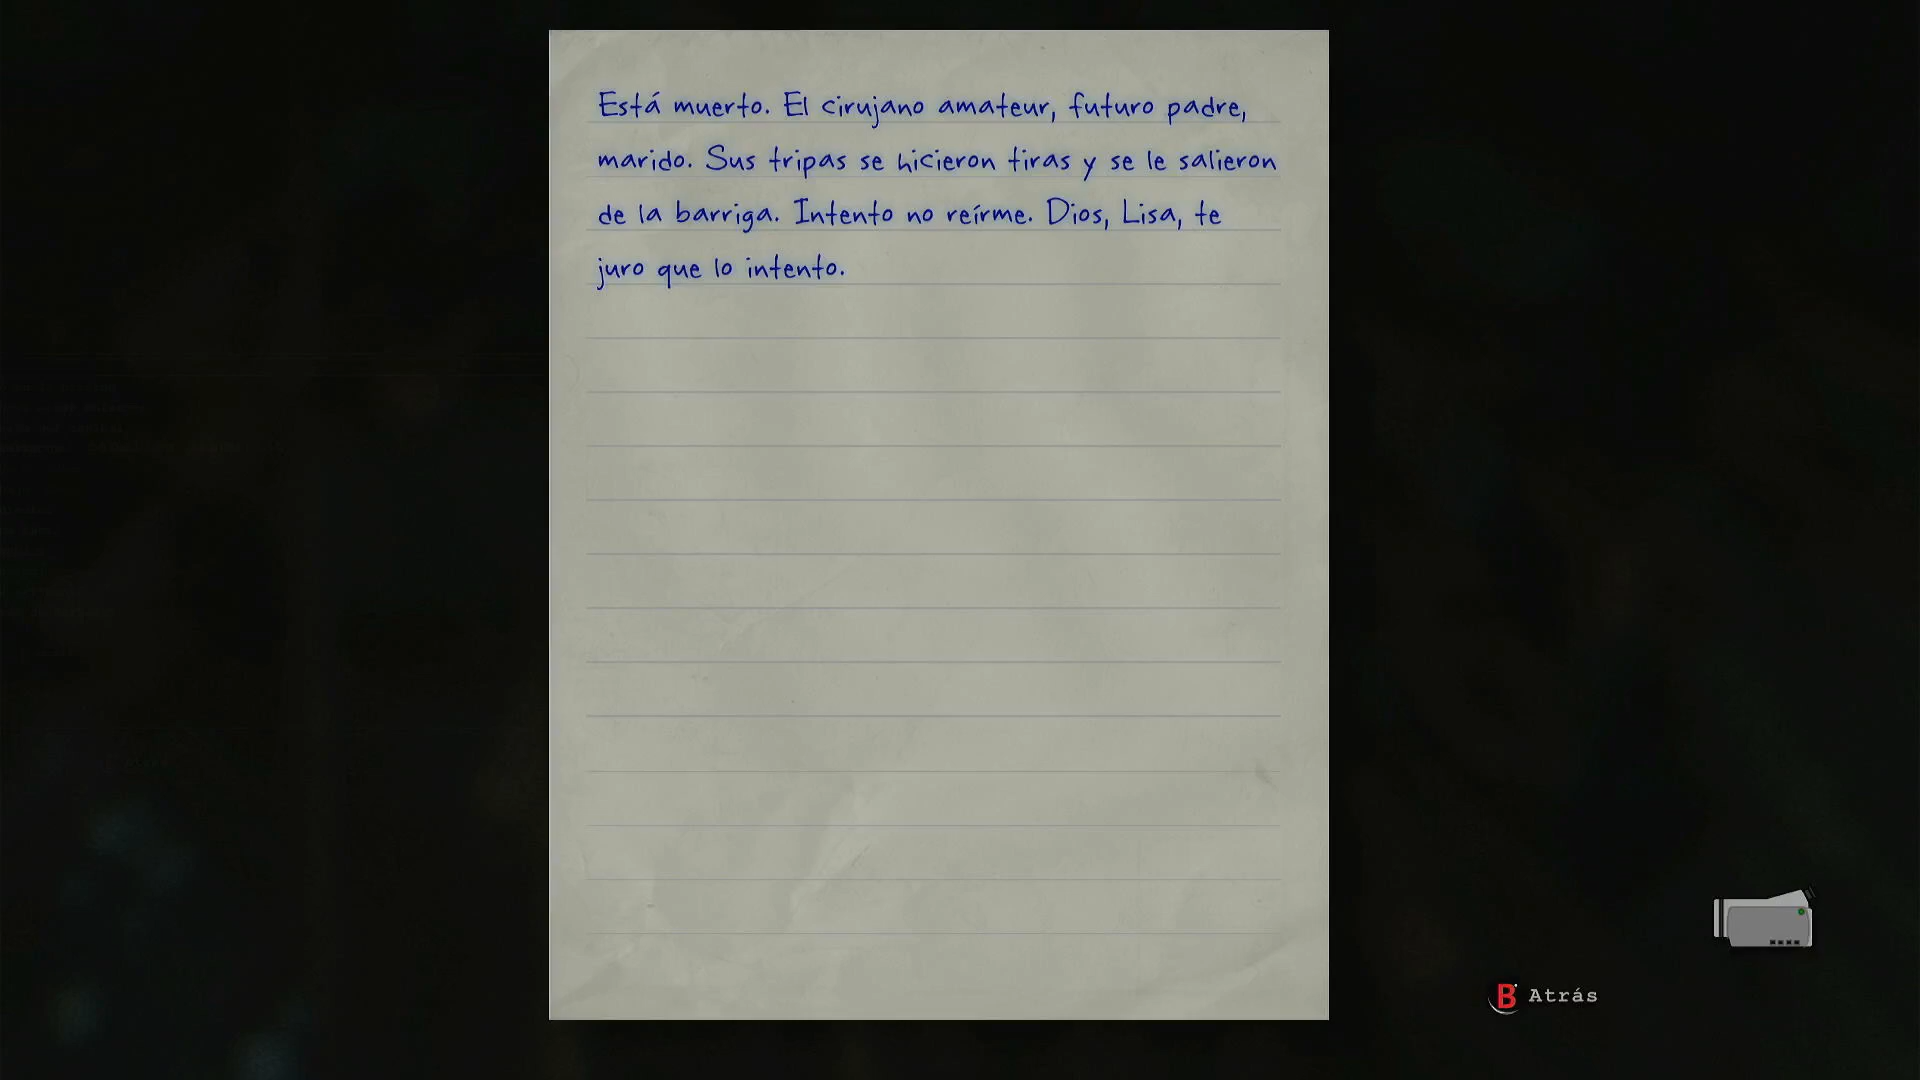 Está muerto. El cirujano amateur, futuro padre,
marido. Sus tripas se hicieron tiras y se le salieron
de la barriga. Intento no reírme. Dios, Lisa, te
juro que lo intento.
B Atrás